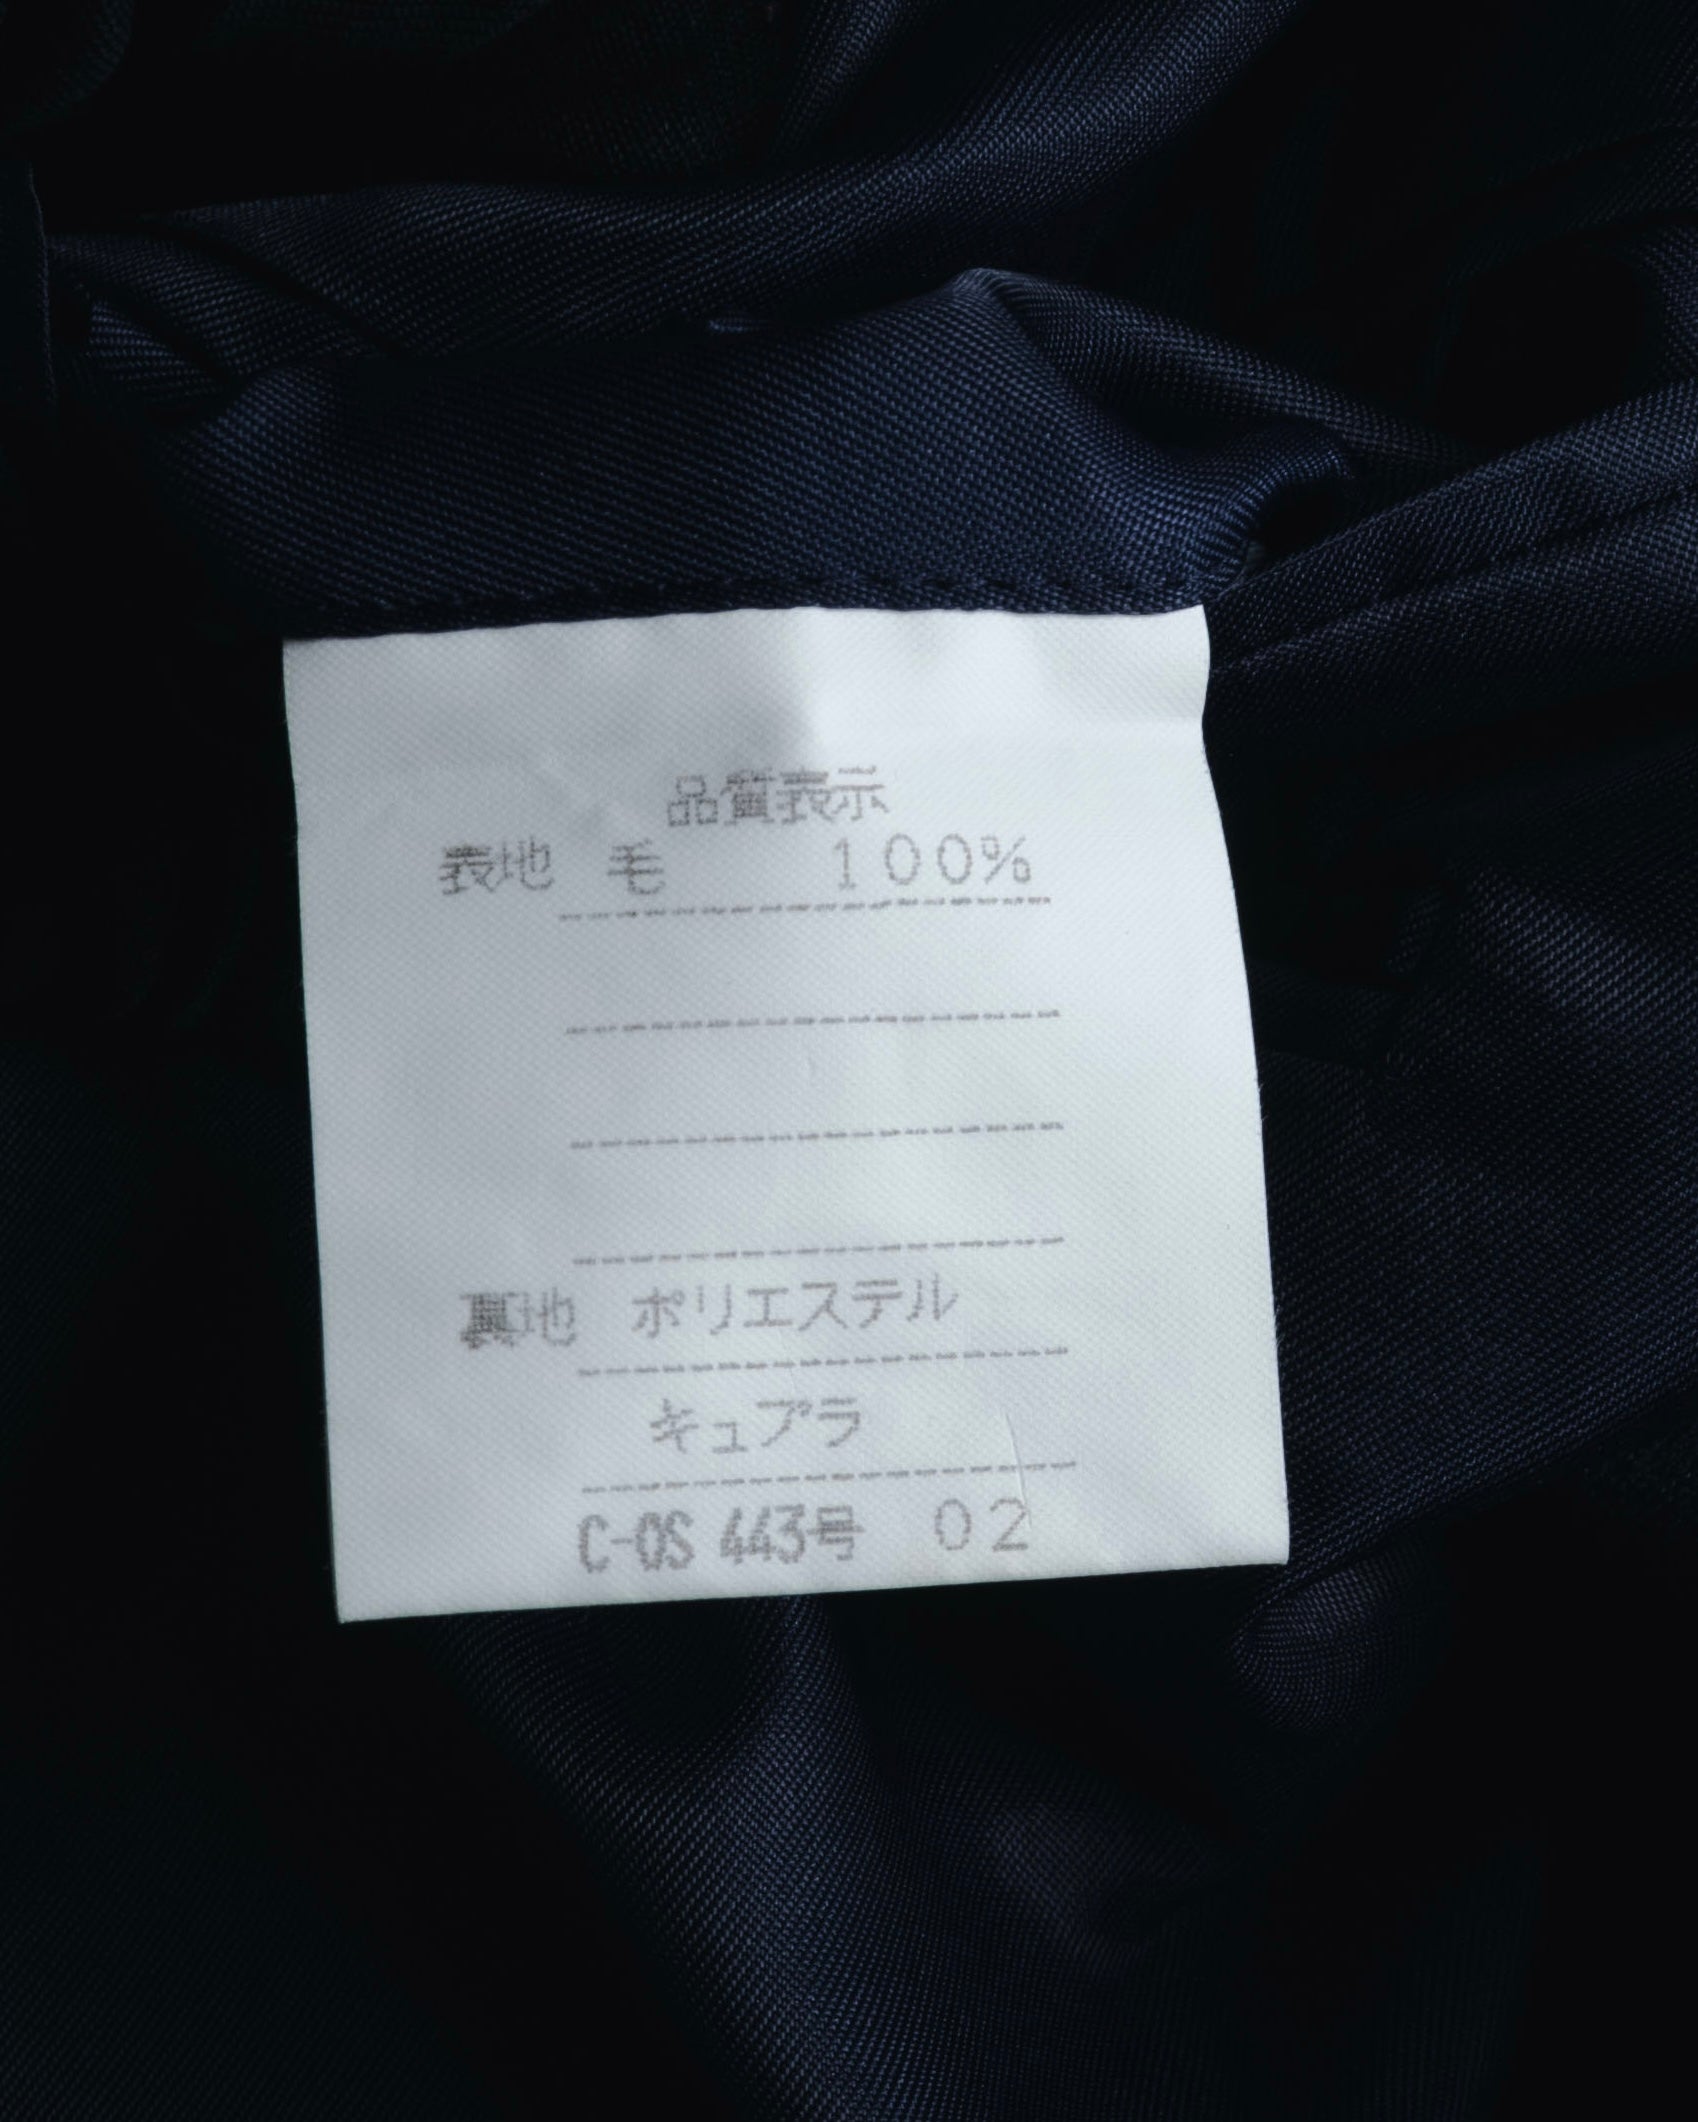 品質表示
表地 毛 100%
裏地 ポリエステル
キュプラ
C-0S 443号 02